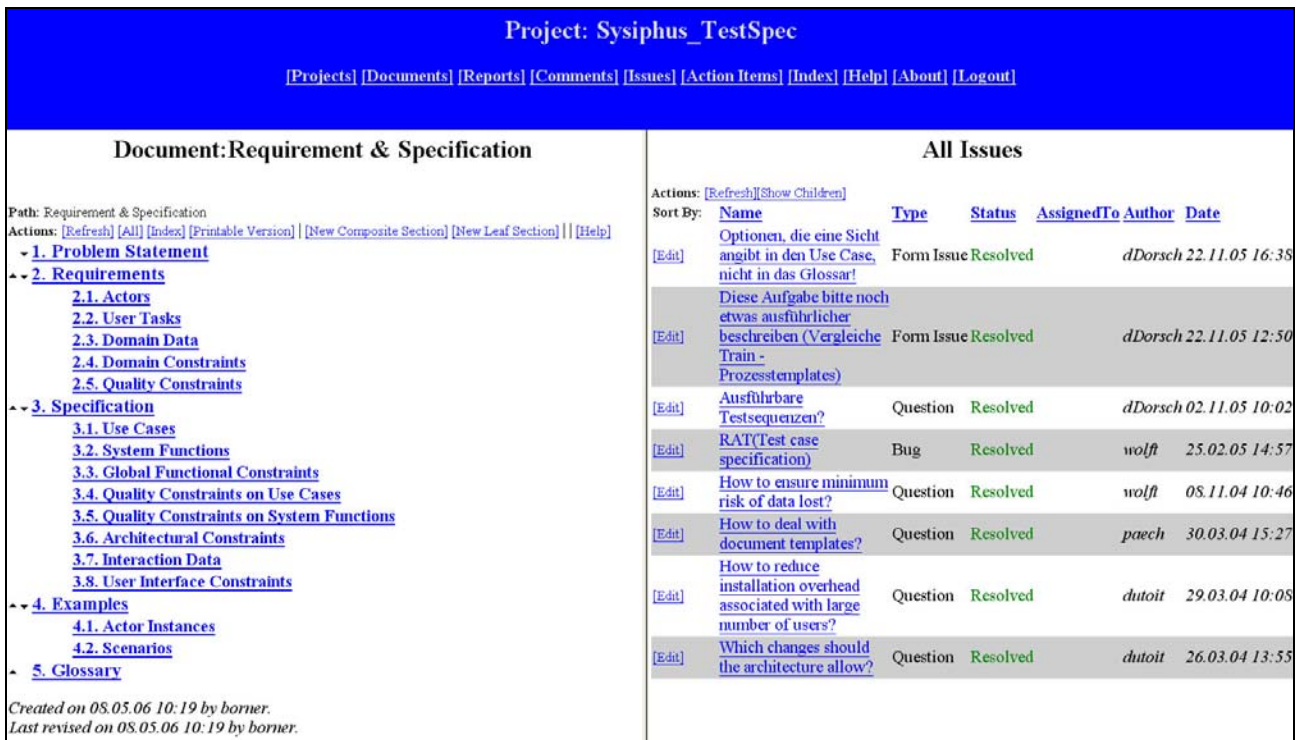 Project: Sysiphus_TestSpec
[Projects] [Documents] [Reports] [Comments] [Issues] [Action Items] [Index] [Help] [About] [Logout]
Document:Requirement & Specification
Path: Requirement & Specification
Actions: [Refresh] [All] [Index] [Printable Version] | [New Composite Section] [New Leaf Section] | | [Help]
1. Problem Statement
2. Requirements
2.1. Actors
2.2. User Tasks
2.3. Domain Data
2.4. Domain Constraints
2.5. Quality Constraints
3. Specification
3.1. Use Cases
3.2. System Functions
3.3. Global Functional Constraints
3.4. Quality Constraints on Use Cases
3.5. Quality Constraints on System Functions
3.6. Architectural Constraints
3.7. Interaction Data
3.8. User Interface Constraints
4. Examples
4.1. Actor Instances
4.2. Scenarios
5. Glossary
Created on 08.05.06 10:19 by borner.
Last revised on 08.05.06 10:19 by borner.
All Issues
Actions: [Refresh][Show Children]
Sort By: Name Type Status AssignedTo Author Date
Optionen, die eine Sicht
[Edit] angibt in den Use Case, Form Issue Resolved dDorsch 22.11.05 16:38
nicht in das Glossar!
Diese Aufgabe bitte noch
etwas ausführlicher
[Edit] beschreiben (Vergleiche Form Issue Resolved dDorsch 22.11.05 12:50
Train -
Prozesstemplates)
[Edit] Ausführbare Question Resolved dDorsch 02.11.05 10:02
Testsequenzen?
[Edit] RAT(Test case Bug Resolved wolft 25.02.05 14:57
specification)
[Edit] How to ensure minimum Question Resolved wolft 08.11.04 10:46
risk of data lost?
[Edit] How to deal with Question Resolved paech 30.03.04 15:27
document templates?
How to reduce
[Edit] installation overhead Question Resolved dutoit 29.03.04 10:08
associated with large
number of users?
[Edit] Which changes should Question Resolved dutoit 26.03.04 13:55
the architecture allow?